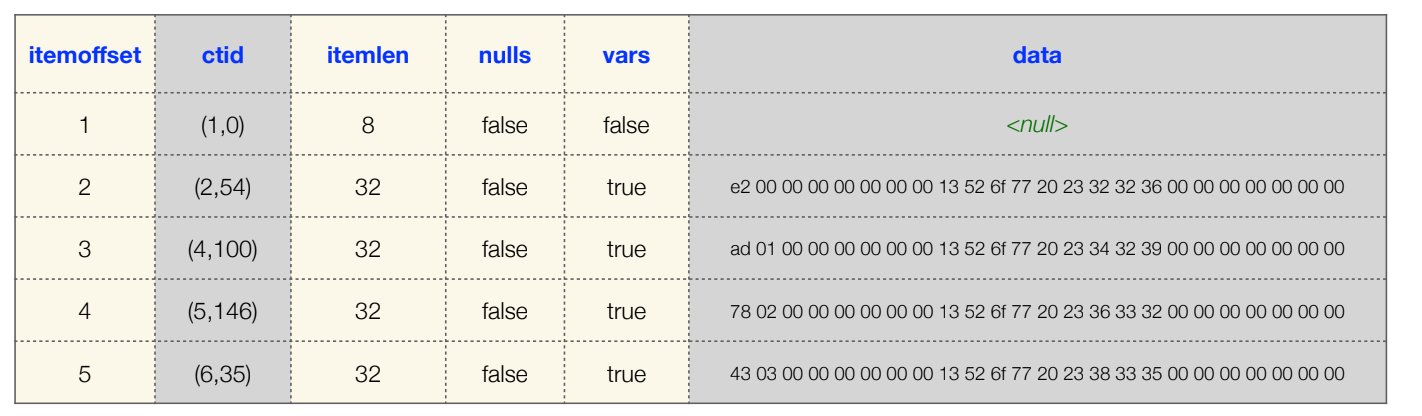 itemoffset ctid itemlen nulls vars data
1 (1,0) 8 false false <null>
2 (2,54) 32 false true e2 00 00 00 00 00 00 00 13 52 6f 77 20 23 32 32 36 00 00 00 00 00 00 00
3 (4,100) 32 false true ad 01 00 00 00 00 00 00 13 52 6f 77 20 23 34 32 39 00 00 00 00 00 00 00
4 (5,146) 32 false true 78 02 00 00 00 00 00 00 13 52 6f 77 20 23 36 33 32 00 00 00 00 00 00 00
5 (6,35) 32 false true 43 03 00 00 00 00 00 00 13 52 6f 77 20 23 38 33 35 00 00 00 00 00 00 00